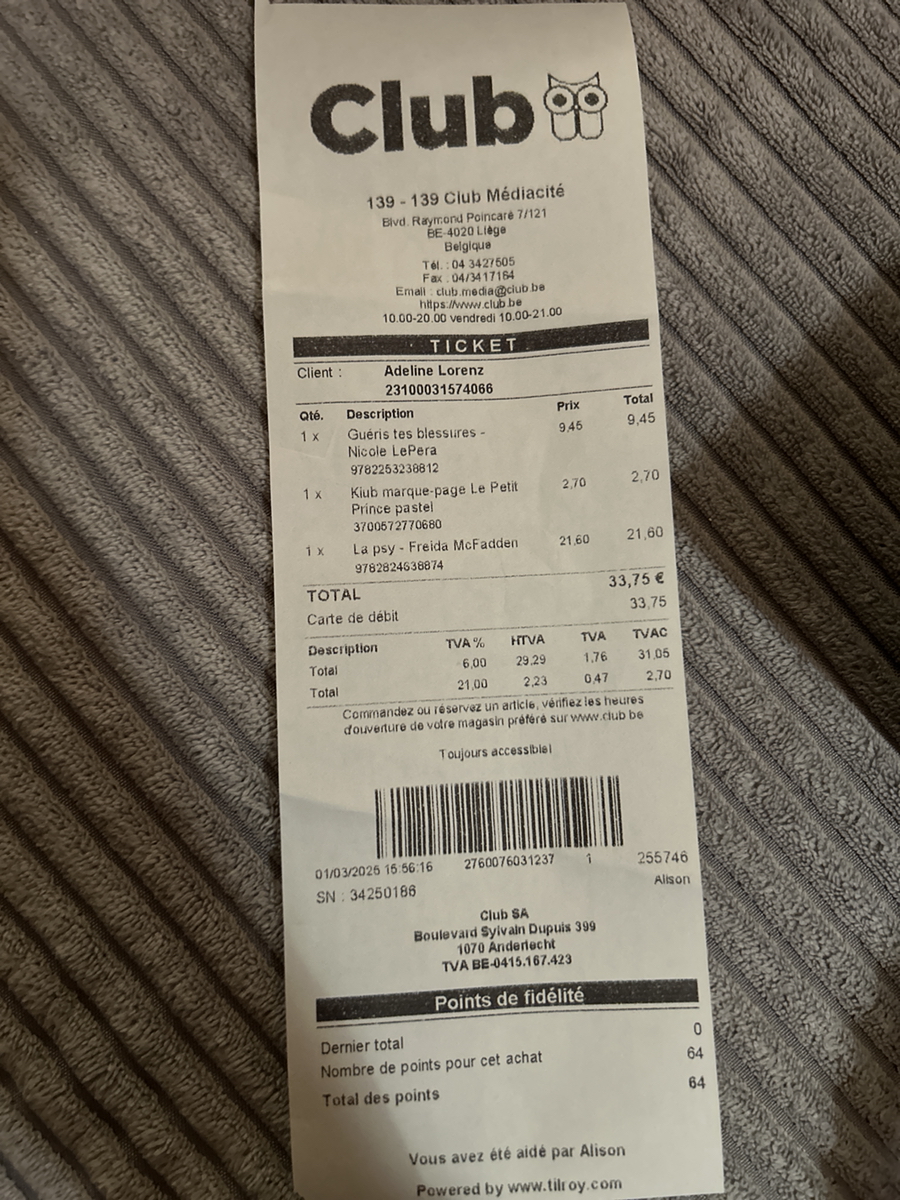 Club
139 - 139 Club Médiacité
Blvd. Raymond Poincaré 7/121
BE-4020 Liège
Belgique
Tél. : 04 3427605
Fax : 04/3417164
Email : club.media@club.be
https://www.club.be
10.00-20.00 vendredi 10.00-21.00
TICKET
Client : Adeline Lorenz
23100031574066
Qté. Description Prix Total
1 x Guéris tes blessures - 9,45 9,45
Nicole LePera
9782253238812
1 x Kiub marque-page Le Petit 2,70 2,70
Prince pastel
3700572770680
1 x La psy - Freida McFadden 21,60 21,60
9782824638874
TOTAL 33,75 €
Carte de débit 33,75
Description TVA % HTVA TVA TVAC
Total 6,00 29,29 1,76 31,05
Total 21,00 2,23 0,47 2,70
Commandez ou réservez un article, vérifiez les heures
d'ouverture de votre magasin préféré sur www.club.be
Toujours accessible!
01/03/2025 15:56:16 2760076031237 1 255746
SN : 34250186 Alison
Club SA
Boulevard Sylvain Dupuis 399
1070 Anderlecht
TVA BE-0415.167.423
Points de fidélité
Dernier total 0
Nombre de points pour cet achat 64
Total des points 64
Vous avez été aidé par Alison
Powered by www.tilroy.com